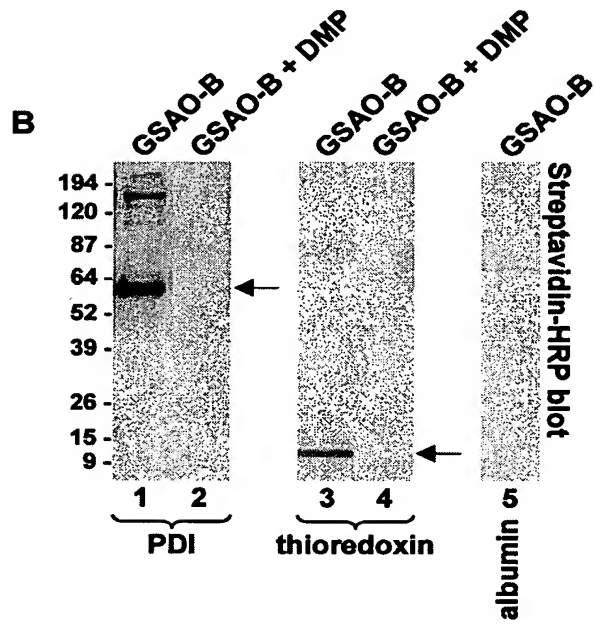 B
GSAO-B
GSAO-B + DMP
GSAO-B
GSAO-B + DMP
GSAO-B
194 -
120 -
87 -
64 -
52 -
39 -
26 -
15 -
9 -
Streptavidin-HRP blot
1 2 3 4 5
PDI thioredoxin albumin